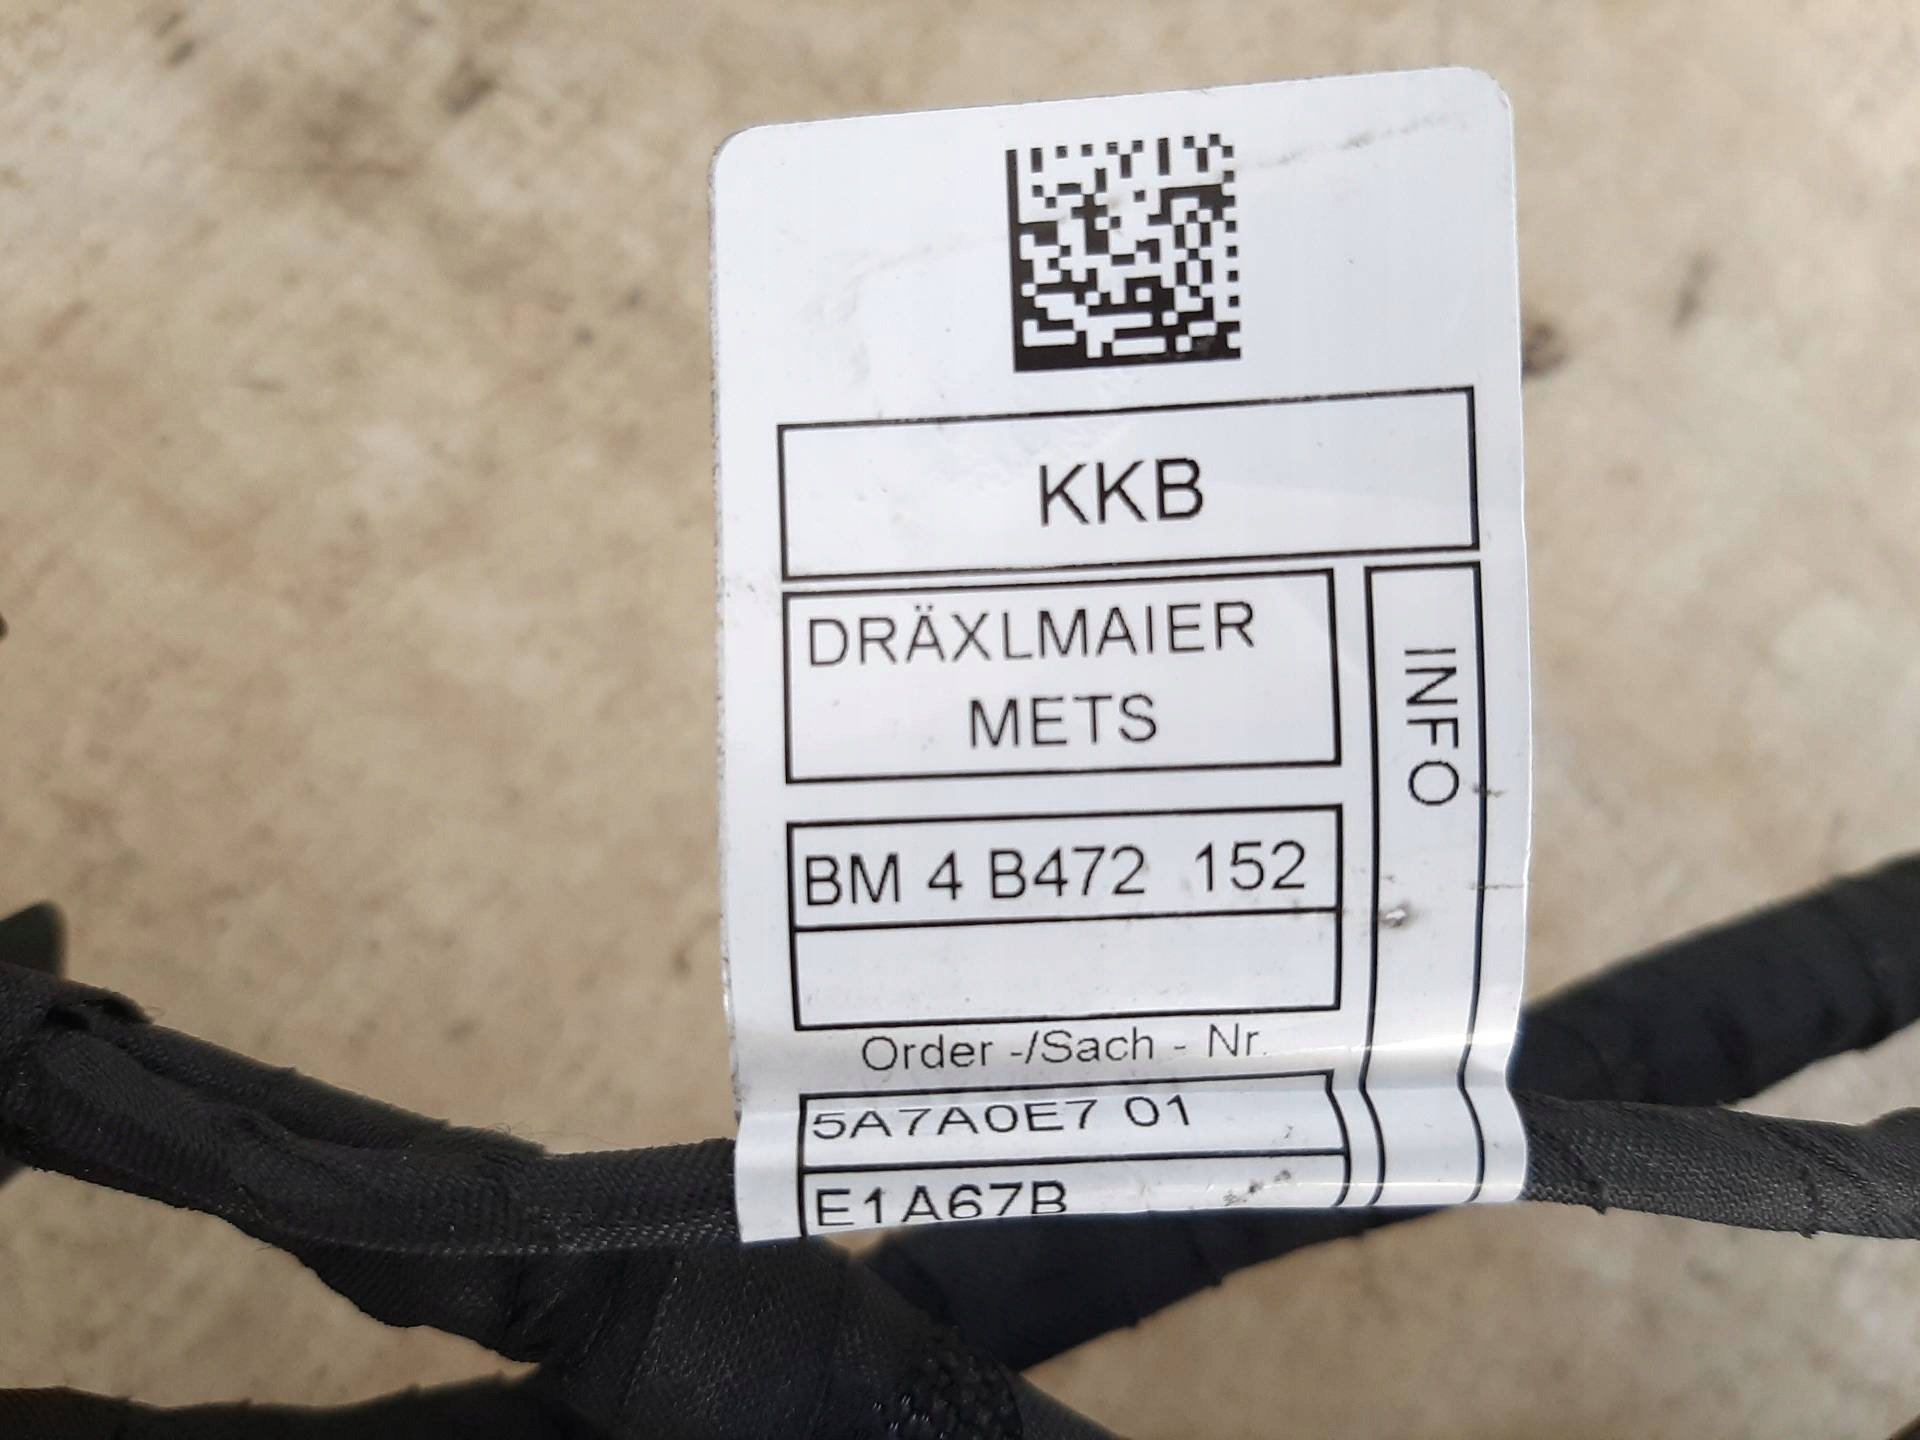 KKB
DRÄXLMAIER
METS
INFO
BM 4 B472 152
Order -/Sach - Nr.
5A7A0E7 01
E1A67B